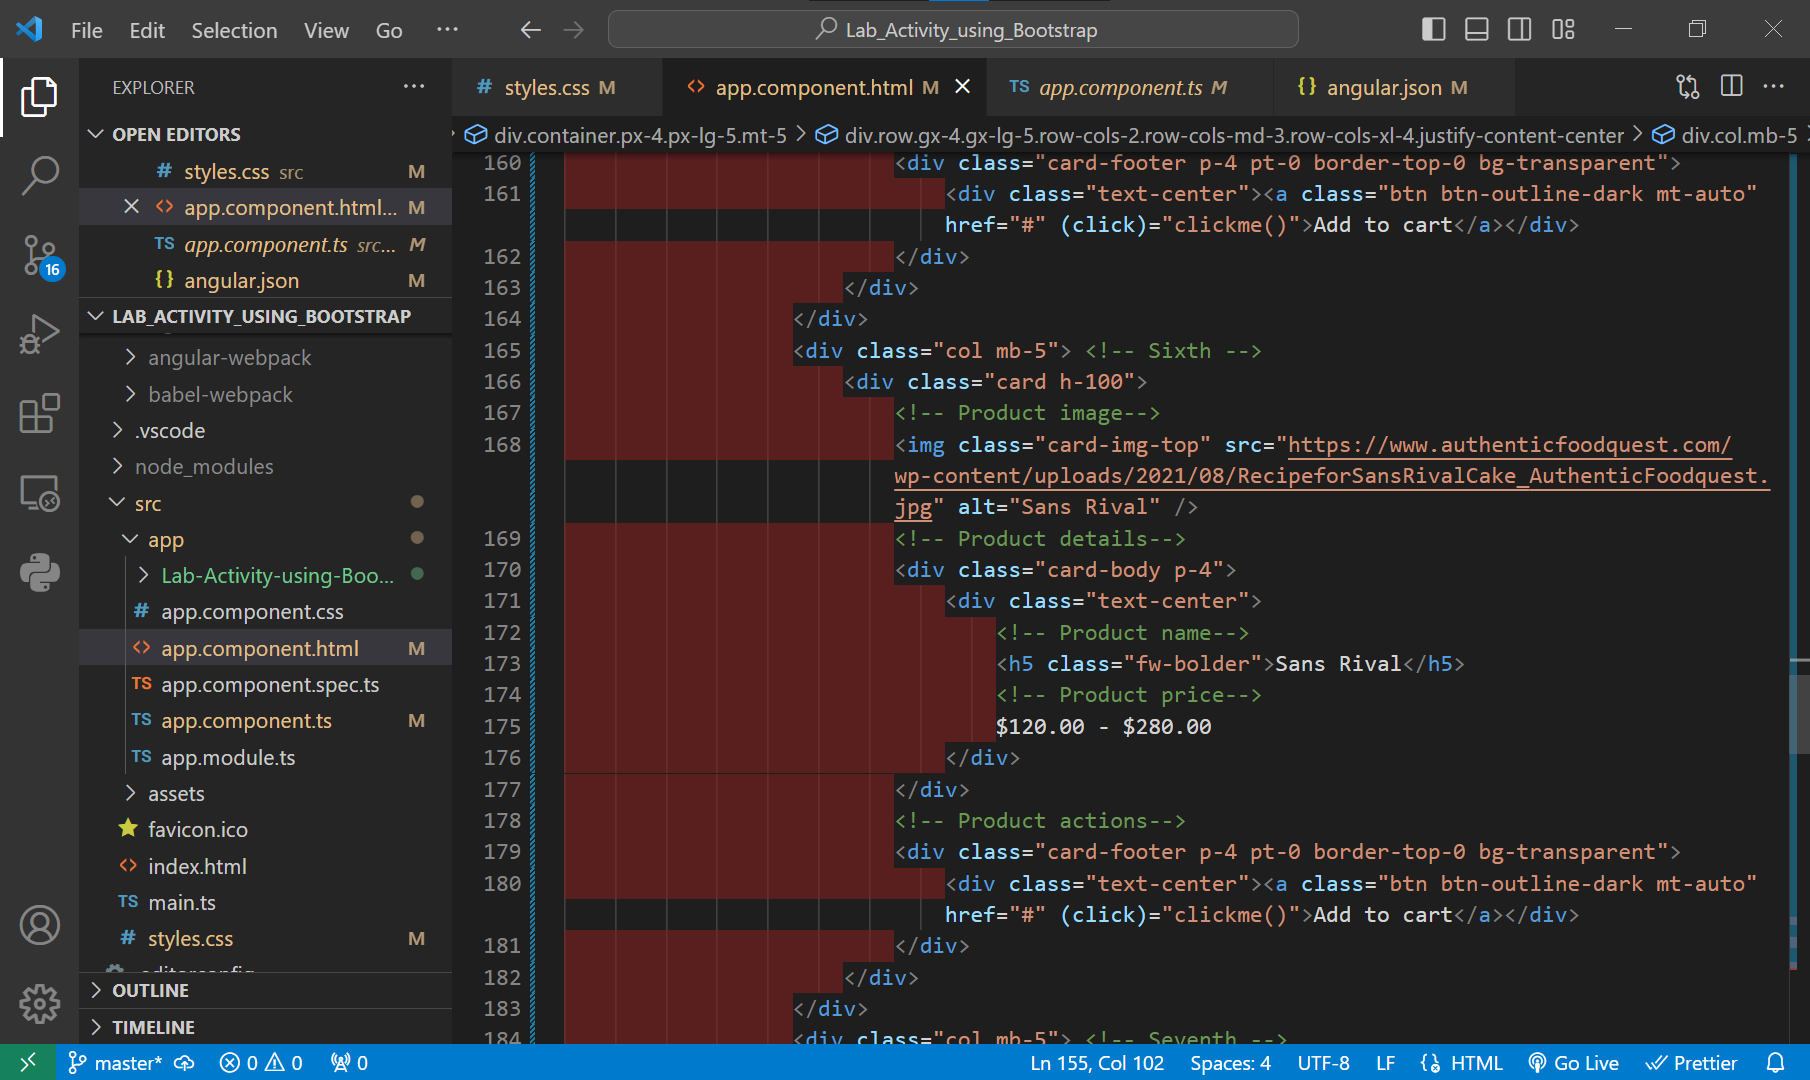 File Edit Selection View Go ··· Lab_Activity_using_Bootstrap
EXPLORER ···
# styles.css M
<> app.component.html M
TS app.component.ts M
{} angular.json M
div.container.px-4.px-lg-5.mt-5 > div.row.gx-4.gx-lg-5.row-cols-2.row-cols-md-3.row-cols-xl-4.justify-content-center > div.col.mb-5
OPEN EDITORS
# styles.css src M
<> app.component.html... M
TS app.component.ts src... M
{} angular.json M
LAB_ACTIVITY_USING_BOOTSTRAP
angular-webpack
babel-webpack
.vscode
node_modules
src
app
Lab-Activity-using-Boo...
# app.component.css
<> app.component.html M
TS app.component.spec.ts
TS app.component.ts M
TS app.module.ts
assets
favicon.ico
<> index.html
TS main.ts
# styles.css M
OUTLINE
TIMELINE
16
160 <div class="card-footer p-4 pt-0 border-top-0 bg-transparent">
161 <div class="text-center"><a class="btn btn-outline-dark mt-auto"
href="#" (click)="clickme()">Add to cart</a></div>
162 </div>
163 </div>
164 </div>
165 <div class="col mb-5"> <!-- Sixth -->
166 <div class="card h-100">
167 <!-- Product image-->
168 <img class="card-img-top" src="https://www.authenticfoodquest.com/
wp-content/uploads/2021/08/RecipeforSansRivalCake_AuthenticFoodquest.
jpg" alt="Sans Rival" />
169 <!-- Product details-->
170 <div class="card-body p-4">
171 <div class="text-center">
172 <!-- Product name-->
173 <h5 class="fw-bolder">Sans Rival</h5>
174 <!-- Product price-->
175 $120.00 - $280.00
176 </div>
177 </div>
178 <!-- Product actions-->
179 <div class="card-footer p-4 pt-0 border-top-0 bg-transparent">
180 <div class="text-center"><a class="btn btn-outline-dark mt-auto"
href="#" (click)="clickme()">Add to cart</a></div>
181 </div>
182 </div>
183 </div>
184 <div class="col mb-5"> <!-- Seventh -->
master* 0 0 0 Ln 155, Col 102 Spaces: 4 UTF-8 LF HTML Go Live Prettier